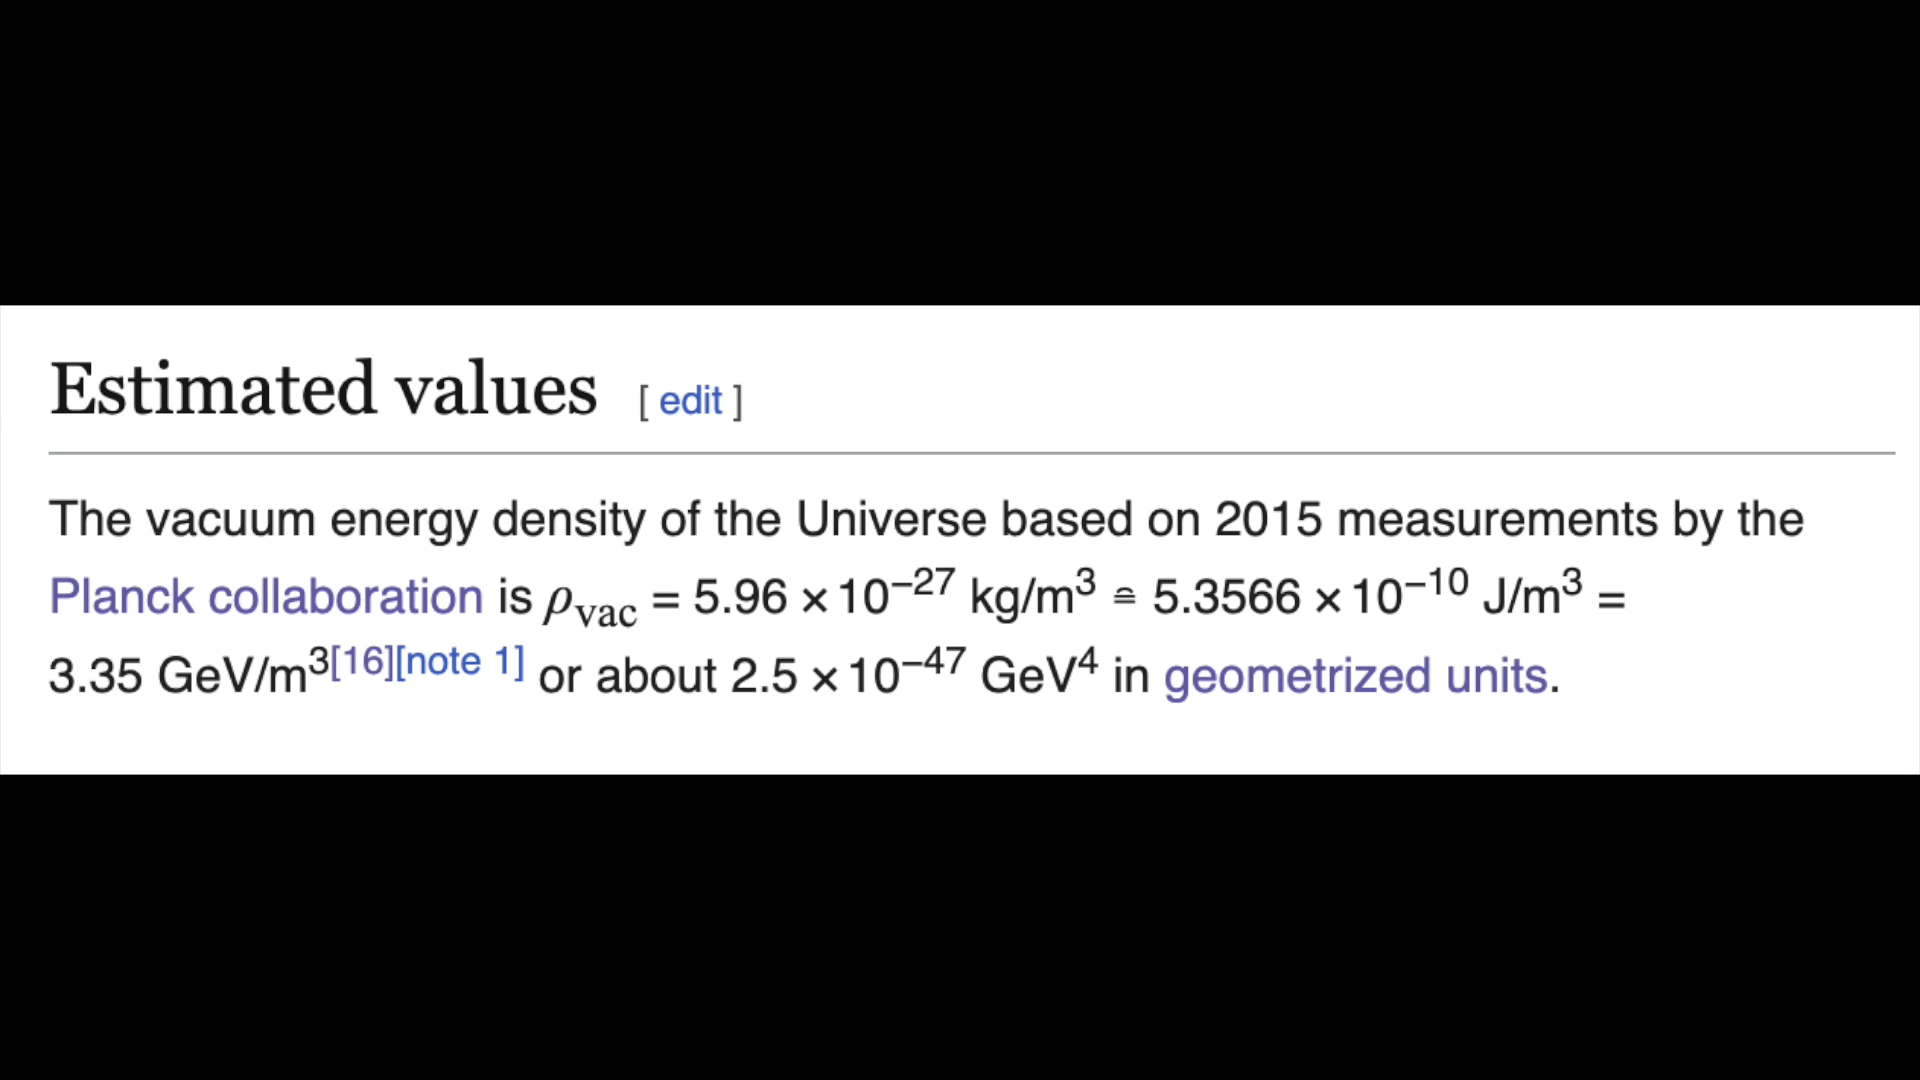 Estimated values [ edit ]
The vacuum energy density of the Universe based on 2015 measurements by the
Planck collaboration is ρvac = 5.96 × 10⁻²⁷ kg/m³ ≘ 5.3566 × 10⁻¹⁰ J/m³ =
3.35 GeV/m³[16][note 1] or about 2.5 × 10⁻⁴⁷ GeV⁴ in geometrized units.